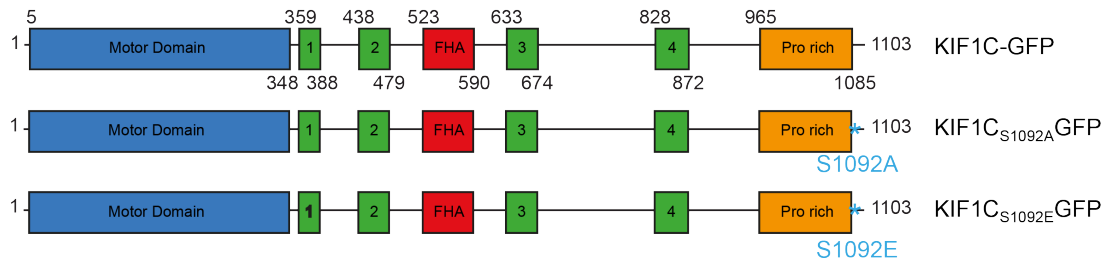 5 359 438 523 633 828 965
1 Motor Domain 1 2 FHA 3 4 Pro rich 1103 KIF1C-GFP
348 388 479 590 674 872 1085
1 Motor Domain 1 2 FHA 3 4 Pro rich * 1103 KIF1CS1092AGFP
S1092A
1 Motor Domain 1 2 FHA 3 4 Pro rich * 1103 KIF1CS1092EGFP
S1092E